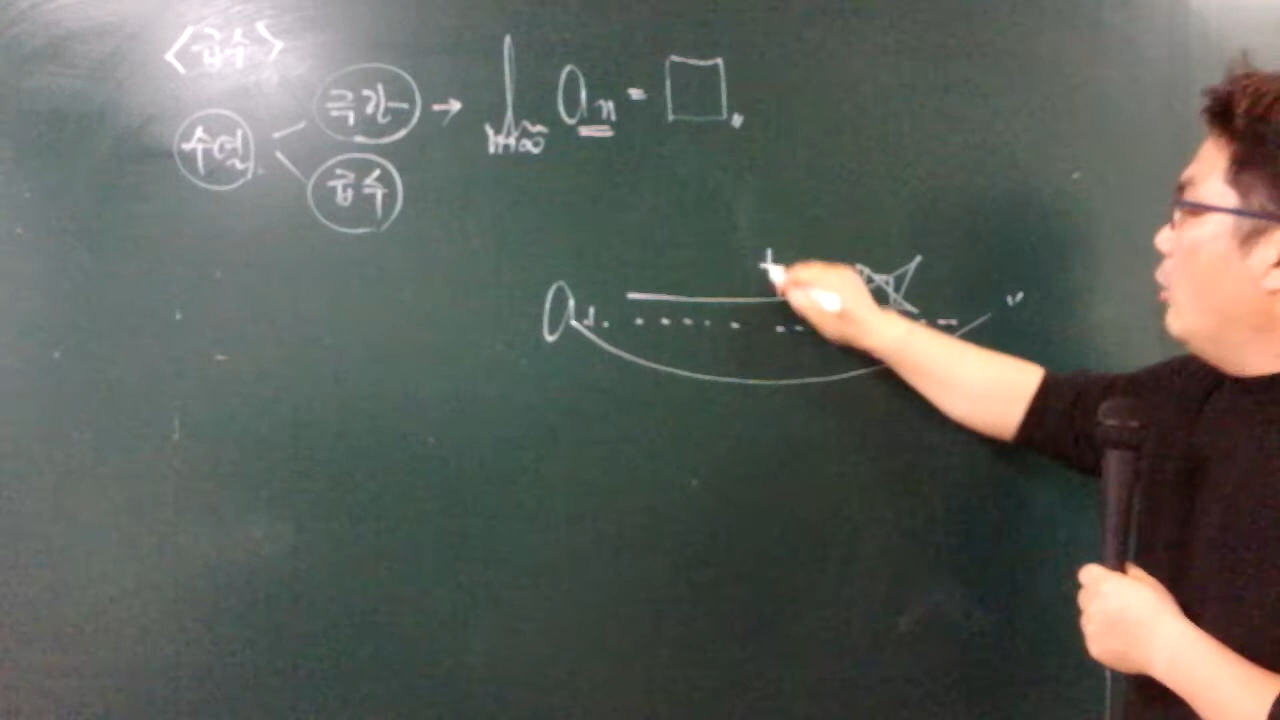 <급수>
수열
극한 → lim n→∞ aₙ = □.
급수
a₁. . . . .